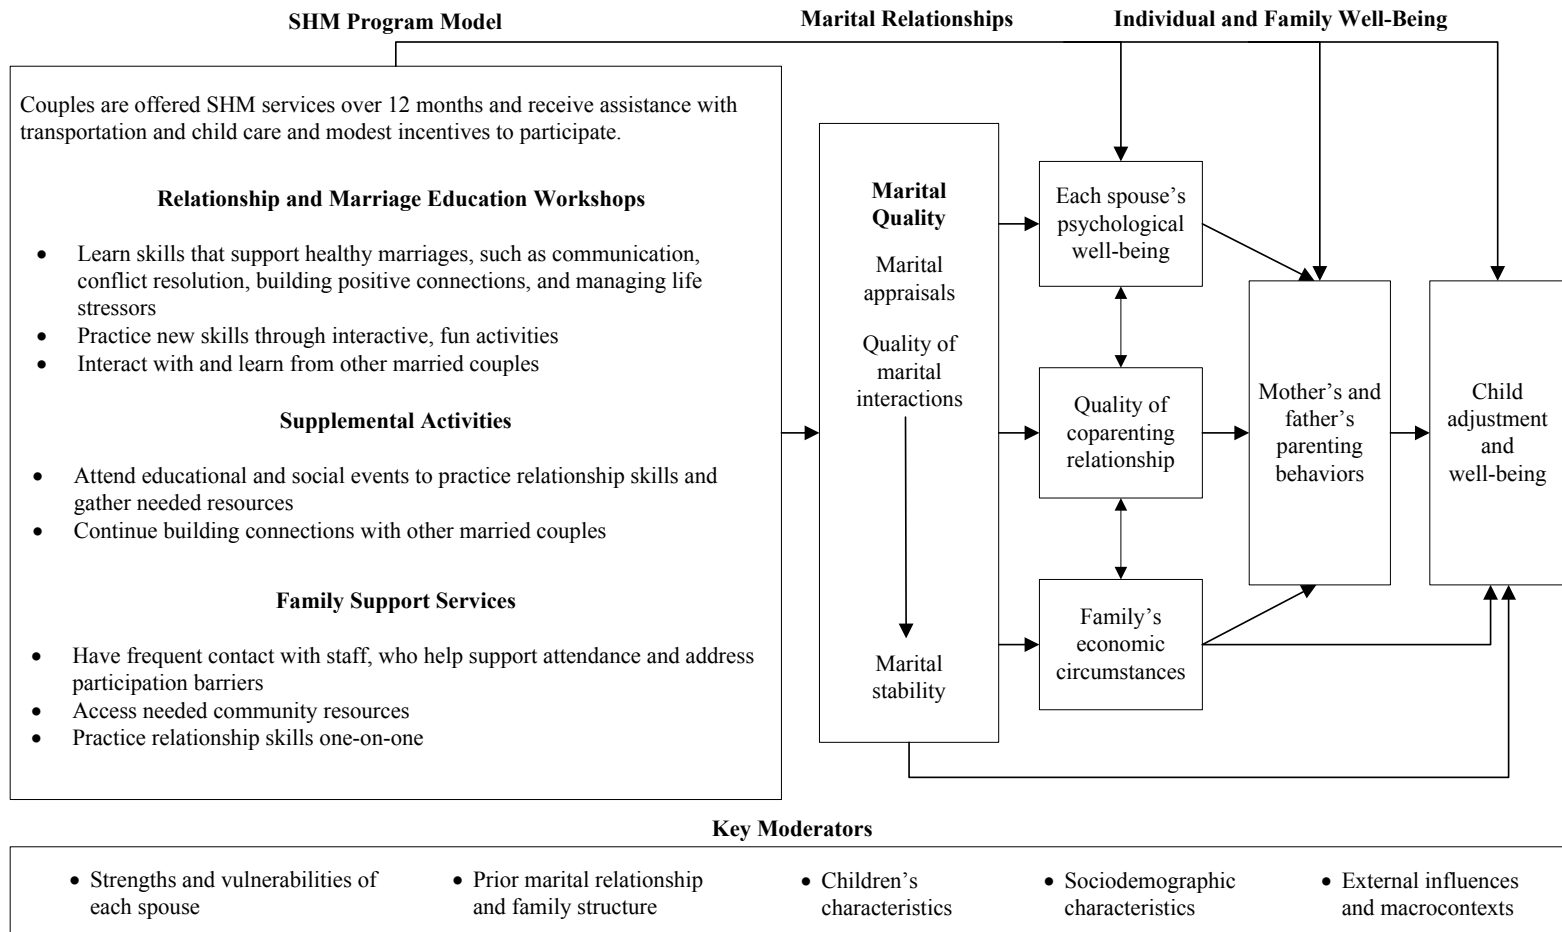 SHM Program Model
Marital Relationships
Individual and Family Well-Being
Couples are offered SHM services over 12 months and receive assistance with
transportation and child care and modest incentives to participate.
Relationship and Marriage Education Workshops
• Learn skills that support healthy marriages, such as communication,
conflict resolution, building positive connections, and managing life
stressors
• Practice new skills through interactive, fun activities
• Interact with and learn from other married couples
Supplemental Activities
• Attend educational and social events to practice relationship skills and
gather needed resources
• Continue building connections with other married couples
Family Support Services
• Have frequent contact with staff, who help support attendance and address
participation barriers
• Access needed community resources
• Practice relationship skills one-on-one
Marital
Quality
Marital
appraisals
Quality of
marital
interactions
Marital
stability
Each spouse’s
psychological
well-being
Quality of
coparenting
relationship
Family’s
economic
circumstances
Mother’s and
father’s
parenting
behaviors
Child
adjustment
and
well-being
Key Moderators
• Strengths and vulnerabilities of
each spouse
• Prior marital relationship
and family structure
• Children’s
characteristics
• Sociodemographic
characteristics
• External influences
and macrocontexts